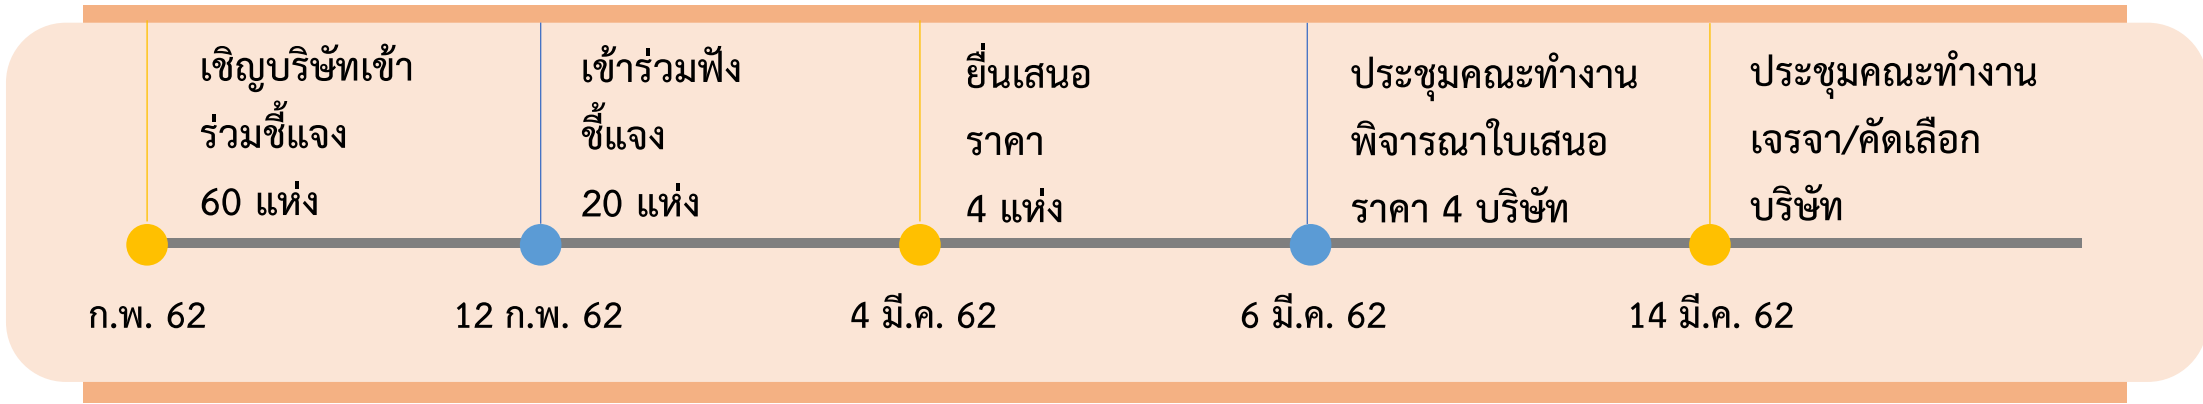 เชิญบริษัทเข้า
ร่วมชี้แจง
60 แห่ง
เข้าร่วมฟัง
ชี้แจง
20 แห่ง
ยื่นเสนอ
ราคา
4 แห่ง
ประชุมคณะทำงาน
พิจารณาใบเสนอ
ราคา 4 บริษัท
ประชุมคณะทำงาน
เจรจา/คัดเลือก
บริษัท
ก.พ. 62
12 ก.พ. 62
4 มี.ค. 62
6 มี.ค. 62
14 มี.ค. 62